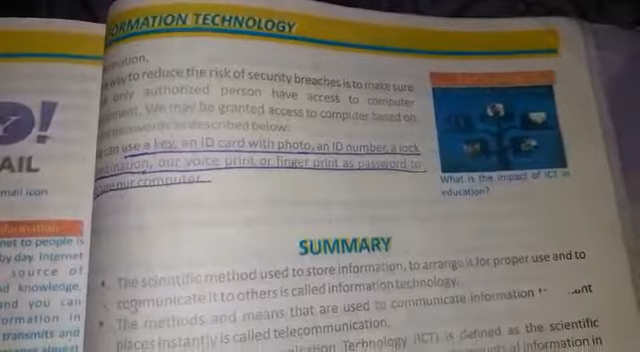 ORMATION TECHNOLOGY
way to reduce the risk of security breaches is to make sure
only authorized person have access to computer
We may be granted access to computer based on
passwords as described below:
can use a key, an ID card with photo, an ID number, a lock
our voice print or finger print as password to
our computer.
What is the impact of ICT in
education?
O!
AIL
mail icon
net to people is
by day. Internet
source of
knowledge,
and you can
ormation in
transmits and
almost
SUMMARY
• The scientific method used to store information, to arrange it for proper use and to
communicate it to others is called information technology.
• The methods and means that are used to communicate information
places instantly is called telecommunication.
Technology (ICT) is defined as the scientific
of information in